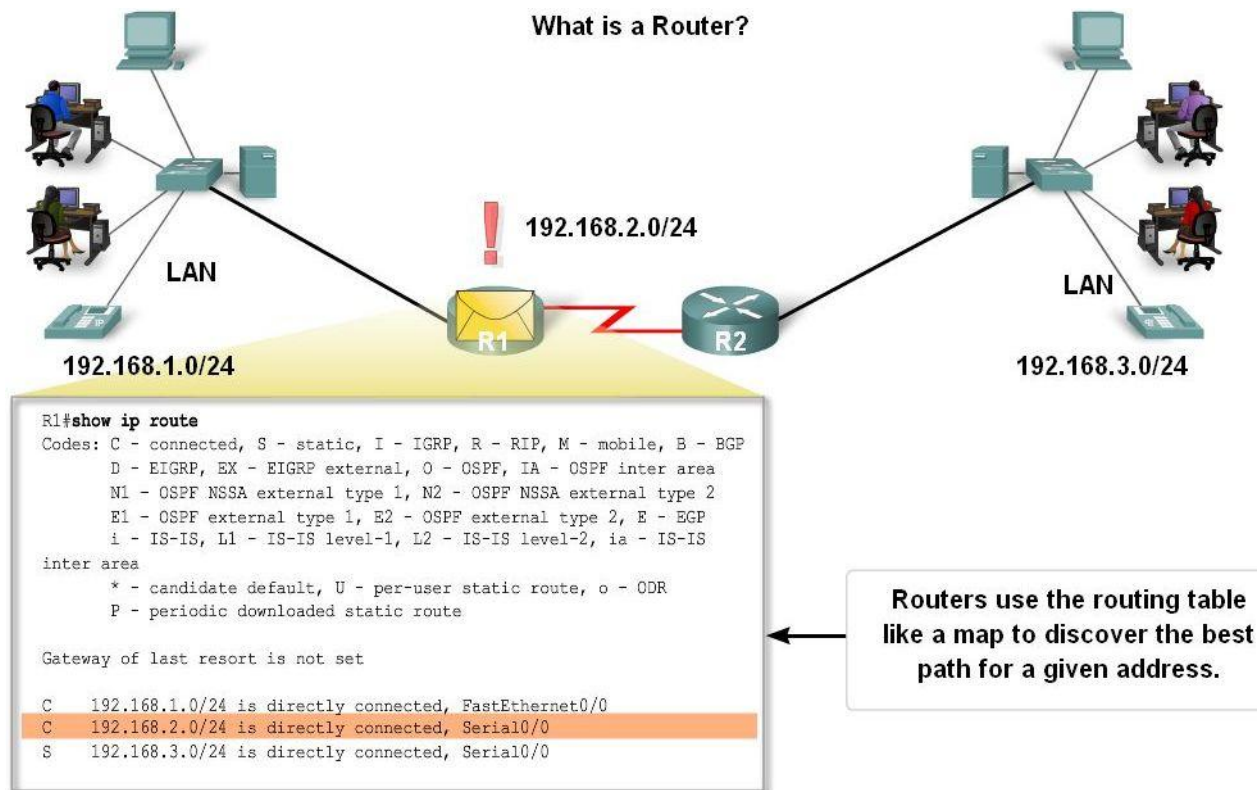 What is a Router?
192.168.2.0/24
LAN
LAN
R1
R2
192.168.1.0/24
192.168.3.0/24
R1#show ip route
Codes: C - connected, S - static, I - IGRP, R - RIP, M - mobile, B - BGP
D - EIGRP, EX - EIGRP external, O - OSPF, IA - OSPF inter area
N1 - OSPF NSSA external type 1, N2 - OSPF NSSA external type 2
E1 - OSPF external type 1, E2 - OSPF external type 2, E - EGP
i - IS-IS, L1 - IS-IS level-1, L2 - IS-IS level-2, ia - IS-IS
inter area
* - candidate default, U - per-user static route, o - ODR
P - periodic downloaded static route
Gateway of last resort is not set
C 192.168.1.0/24 is directly connected, FastEthernet0/0
C 192.168.2.0/24 is directly connected, Serial0/0
S 192.168.3.0/24 is directly connected, Serial0/0
Routers use the routing table
like a map to discover the best
path for a given address.